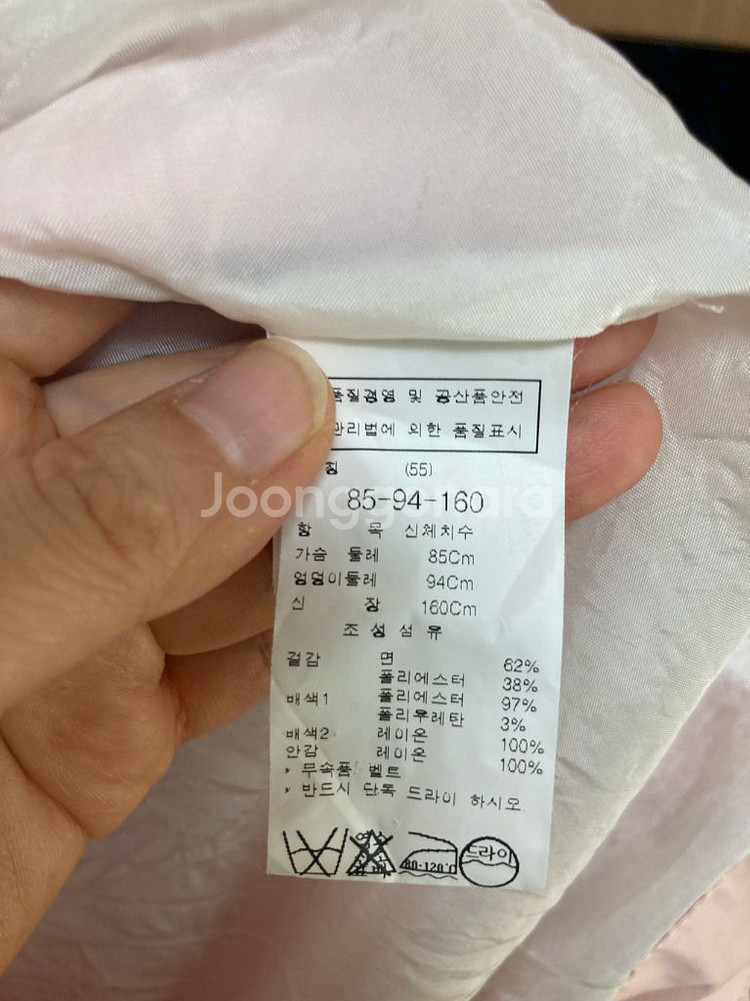 품질경영 및 공산품안전
관리법에 의한 품질표시
(55)
85-94-160
항 목 신체치수
가슴 둘레 85Cm
엉덩이둘레 94Cm
신 장 160Cm
조 성 섬 유
겉감 면 62%
폴리에스터 38%
배색1 폴리에스터 97%
폴리우레탄 3%
배색2 레이온 100%
안감 레이온 100%
* 부속품 벨트
* 반드시 단독 드라이 하시오.
80-120℃
드라이
Joonggonara